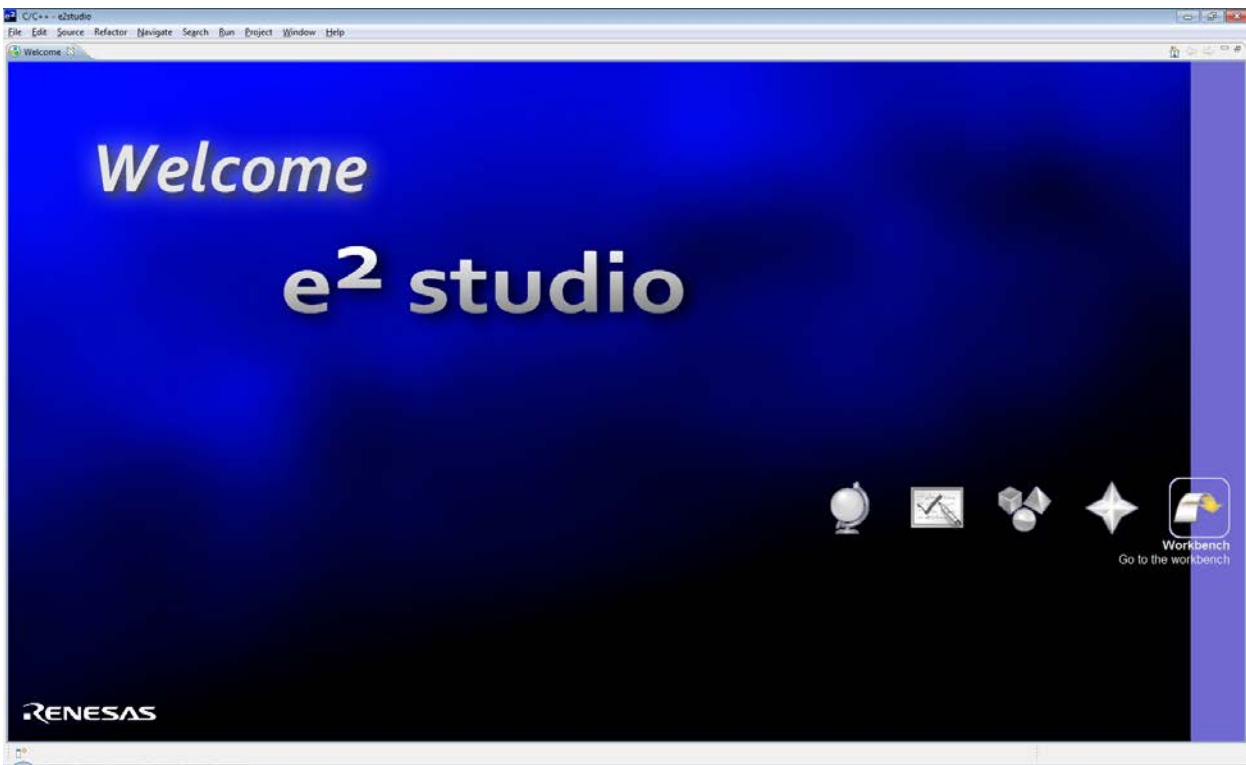 C/C++ - e2studio
File Edit Source Refactor Navigate Search Run Project Window Help
Welcome
Welcome
e² studio
Workbench
Go to the workbench
RENESAS